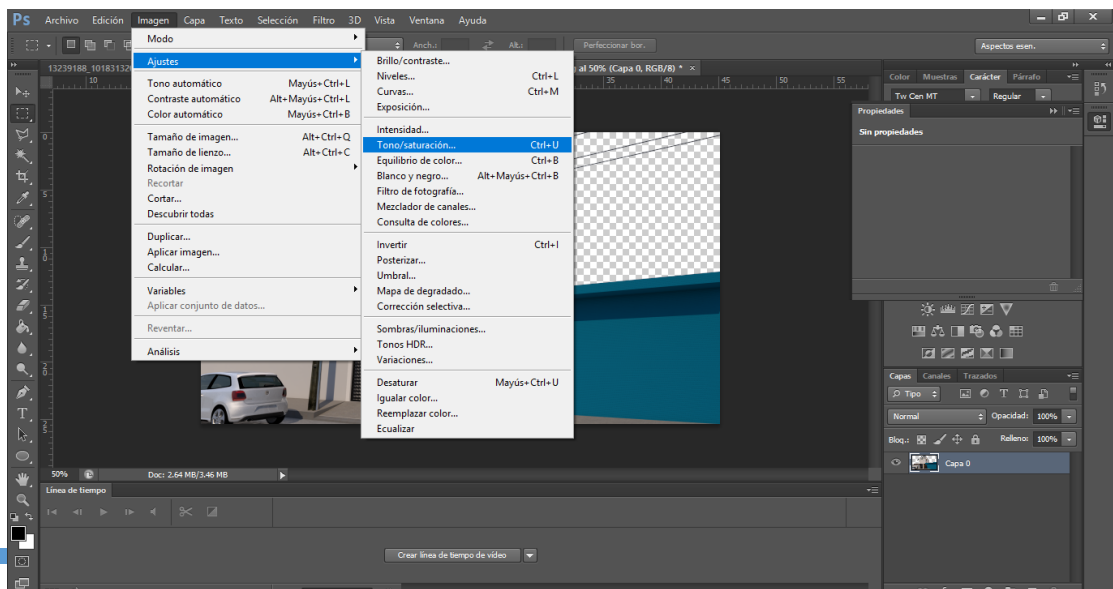 Ps Archivo Edición Imagen Capa Texto Selección Filtro 3D Vista Ventana Ayuda
Anch.: Alt.: Perfeccionar bor. Aspectos esen.
al 50% (Capa 0, RGB/8) * ×
10 35 40 45 50 55
Modo
Ajustes
Tono automático Mayús+Ctrl+L
Contraste automático Alt+Mayús+Ctrl+L
Color automático Mayús+Ctrl+B
Tamaño de imagen... Alt+Ctrl+Q
Tamaño de lienzo... Alt+Ctrl+C
Rotación de imagen
Recortar
Cortar...
Descubrir todas
Duplicar...
Aplicar imagen...
Calcular...
Variables
Aplicar conjunto de datos...
Reventar...
Análisis
Brillo/contraste...
Niveles... Ctrl+L
Curvas... Ctrl+M
Exposición...
Intensidad...
Tono/saturación... Ctrl+U
Equilibrio de color... Ctrl+B
Blanco y negro... Alt+Mayús+Ctrl+B
Filtro de fotografía...
Mezclador de canales...
Consulta de colores...
Invertir Ctrl+I
Posterizar...
Umbral...
Mapa de degradado...
Corrección selectiva...
Sombras/iluminaciones...
Tonos HDR...
Variaciones...
Desaturar Mayús+Ctrl+U
Igualar color...
Reemplazar color...
Ecualizar
Color Muestras Carácter Párrafo
Tw Cen MT Regular
Propiedades
Sin propiedades
Capas Canales Trazados
Tipo
Normal Opacidad: 100%
Bloq.: Relleno: 100%
Capa 0
50% Doc: 2.64 MB/3.46 MB
Línea de tiempo
Crear línea de tiempo de vídeo